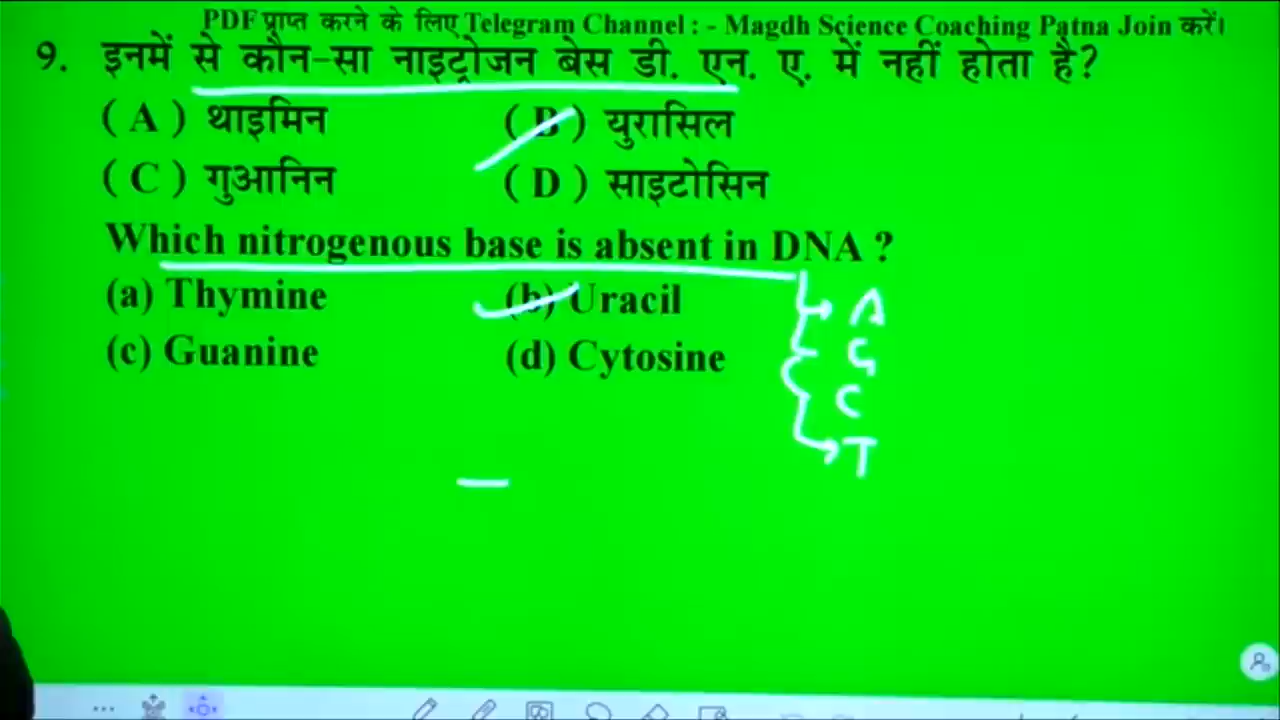 PDF प्राप्त करने के लिए Telegram Channel : - Magdh Science Coaching Patna Join करें।
9. इनमें से कौन-सा नाइट्रोजन बेस डी. एन. ए. में नहीं होता है?
( A ) थाइमिन ( B ) युरासिल
( C ) गुआनिन ( D ) साइटोसिन
Which nitrogenous base is absent in DNA ?
(a) Thymine (b) Uracil
(c) Guanine (d) Cytosine
A
G
C
T